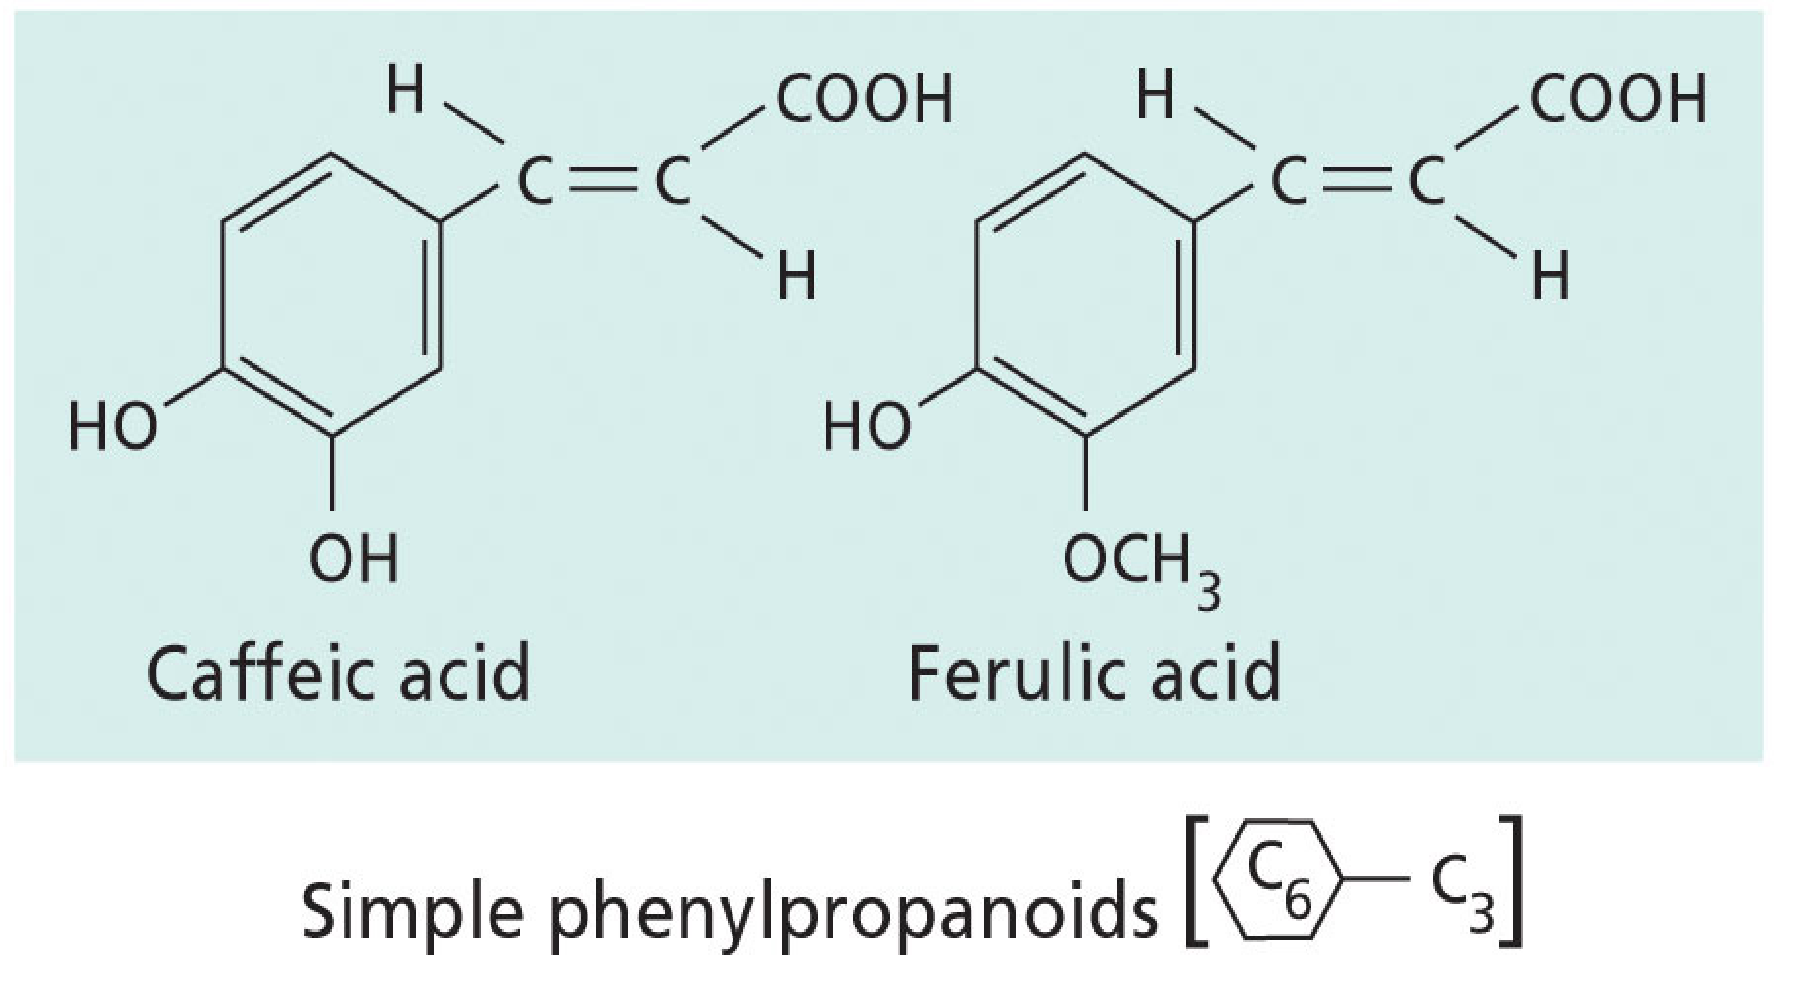 H COOH H COOH
C=C C=C
H H
HO HO
OH OCH₃
Caffeic acid Ferulic acid
Simple phenylpropanoids [C₆—C₃]